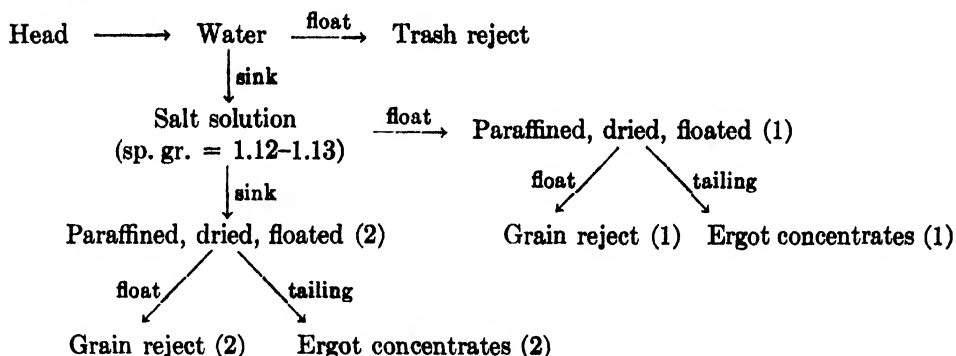 Head Water float Trash reject
sink
Salt solution float Paraffined, dried, floated (1)
(sp. gr. = 1.12–1.13)
sink float tailing
Paraffined, dried, floated (2) Grain reject (1) Ergot concentrates (1)
float tailing
Grain reject (2) Ergot concentrates (2)